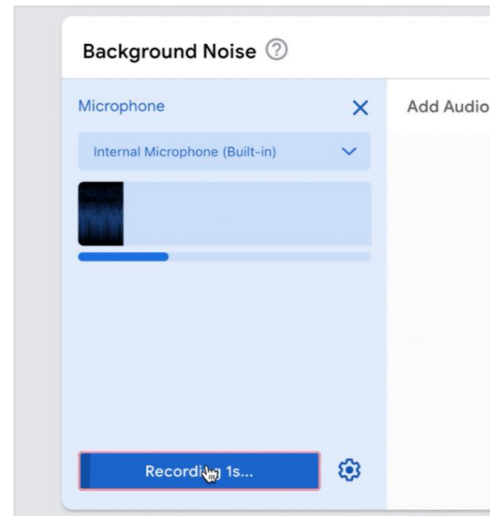 Background Noise ?
Microphone
Add Audio
Internal Microphone (Built-in)
Recording 1s...